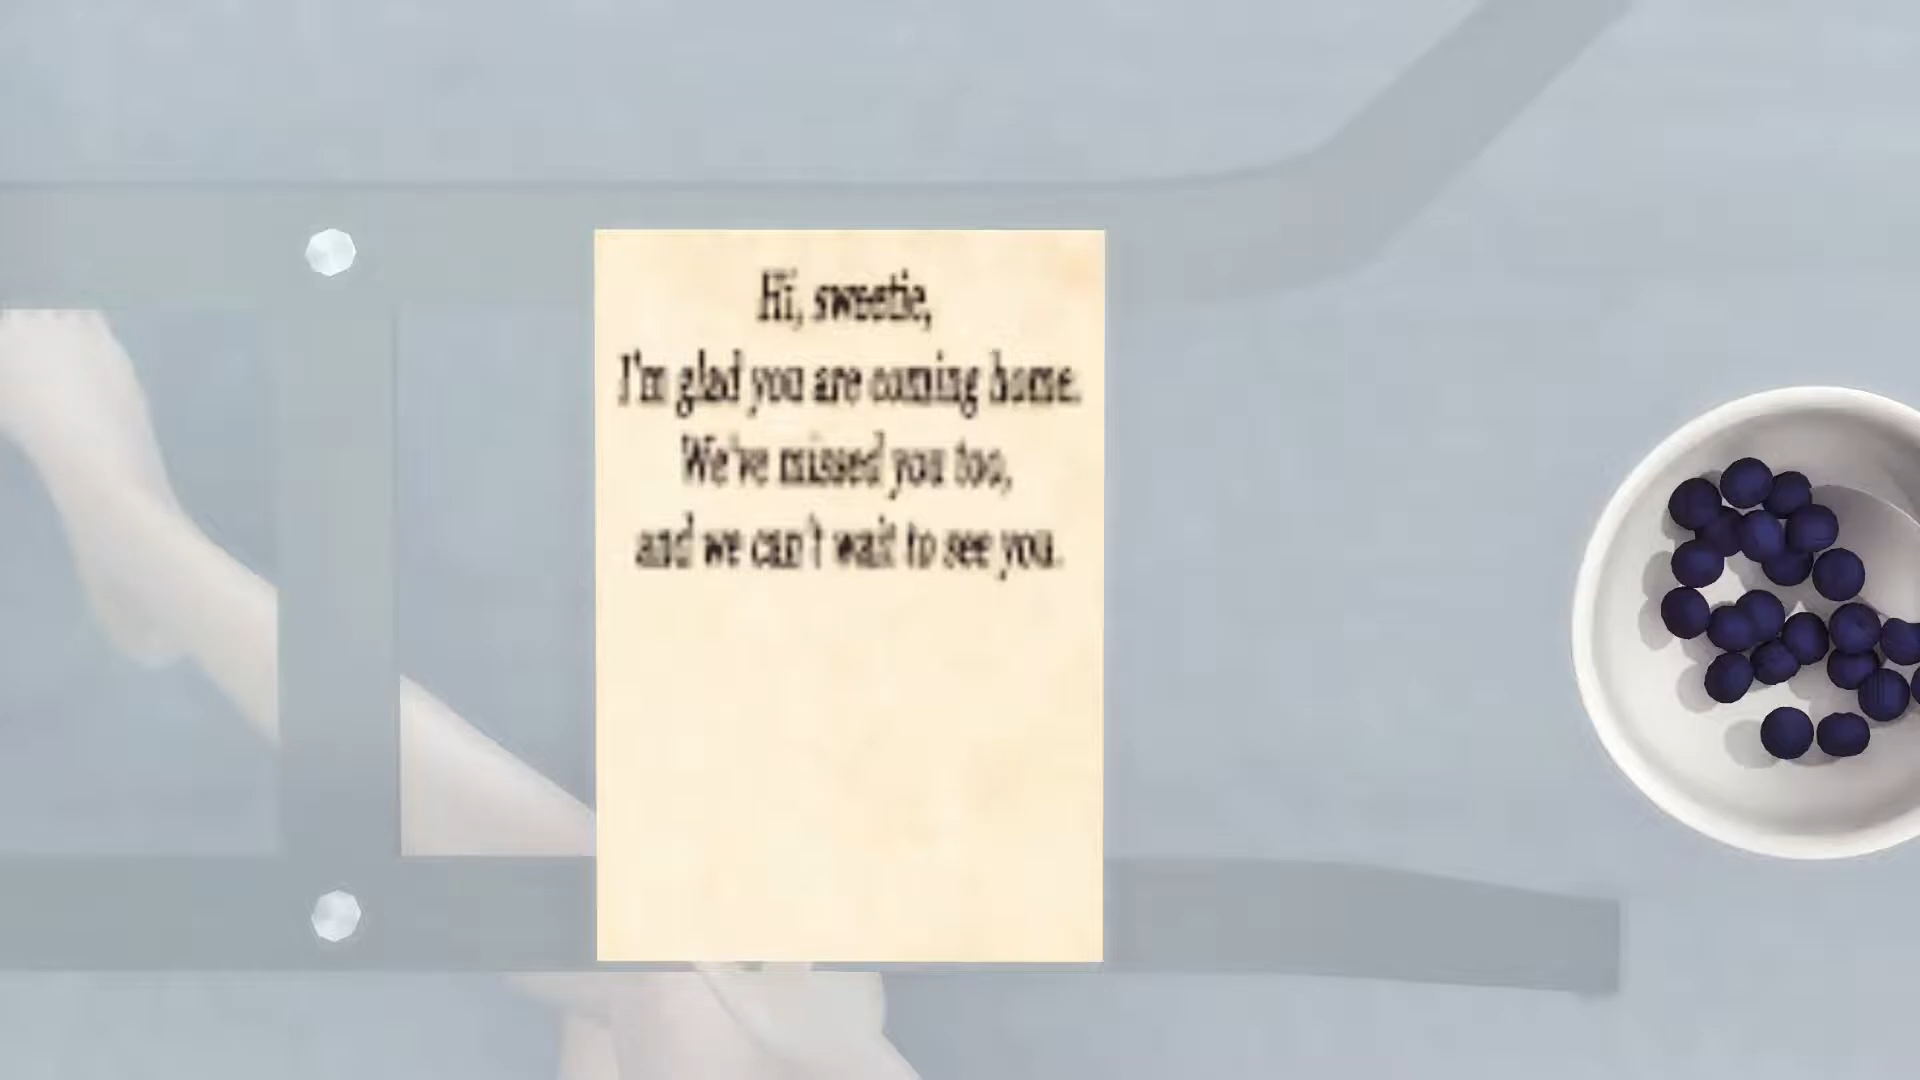 Hi, sweetie,
I'm glad you are coming home.
We've missed you too,
and we can't wait to see you.